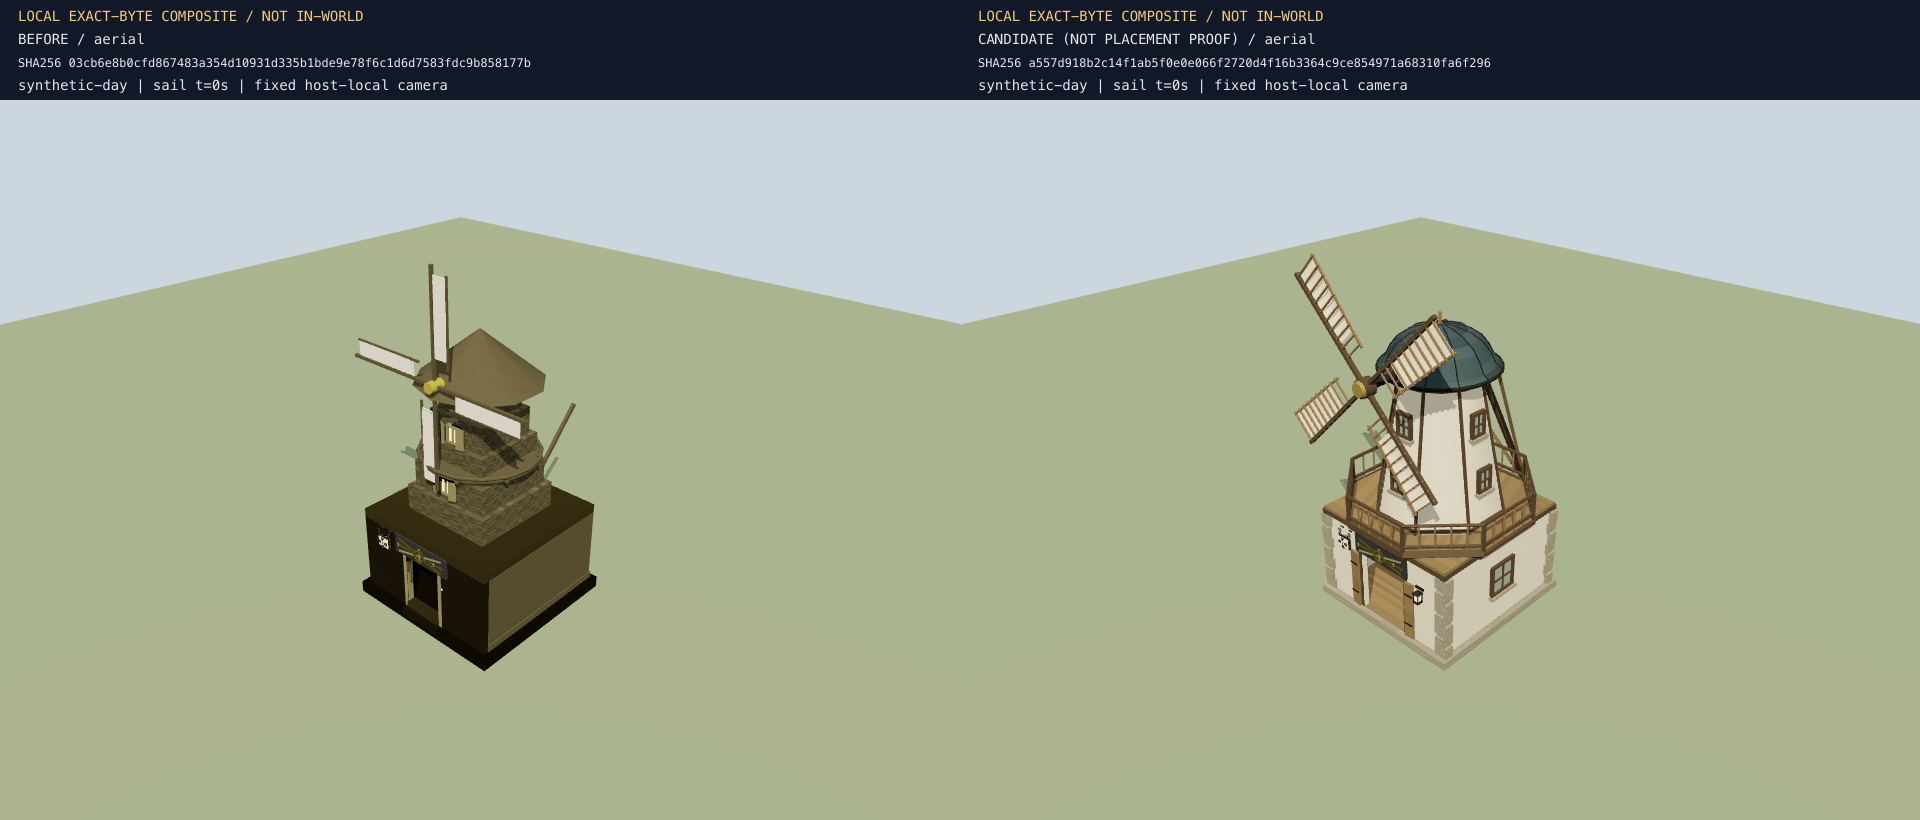 LOCAL EXACT-BYTE COMPOSITE / NOT IN-WORLD
BEFORE / aerial
SHA256 03cb6e8b0cfd867483a354d10931d335b1bde9e78f6c1d6d7583fdc9b858177b
synthetic-day | sail t=0s | fixed host-local camera
LOCAL EXACT-BYTE COMPOSITE / NOT IN-WORLD
CANDIDATE (NOT PLACEMENT PROOF) / aerial
SHA256 a557d918b2c14f1ab5f0e0e066f2720d4f16b3364c9ce854971a68310fa6f296
synthetic-day | sail t=0s | fixed host-local camera